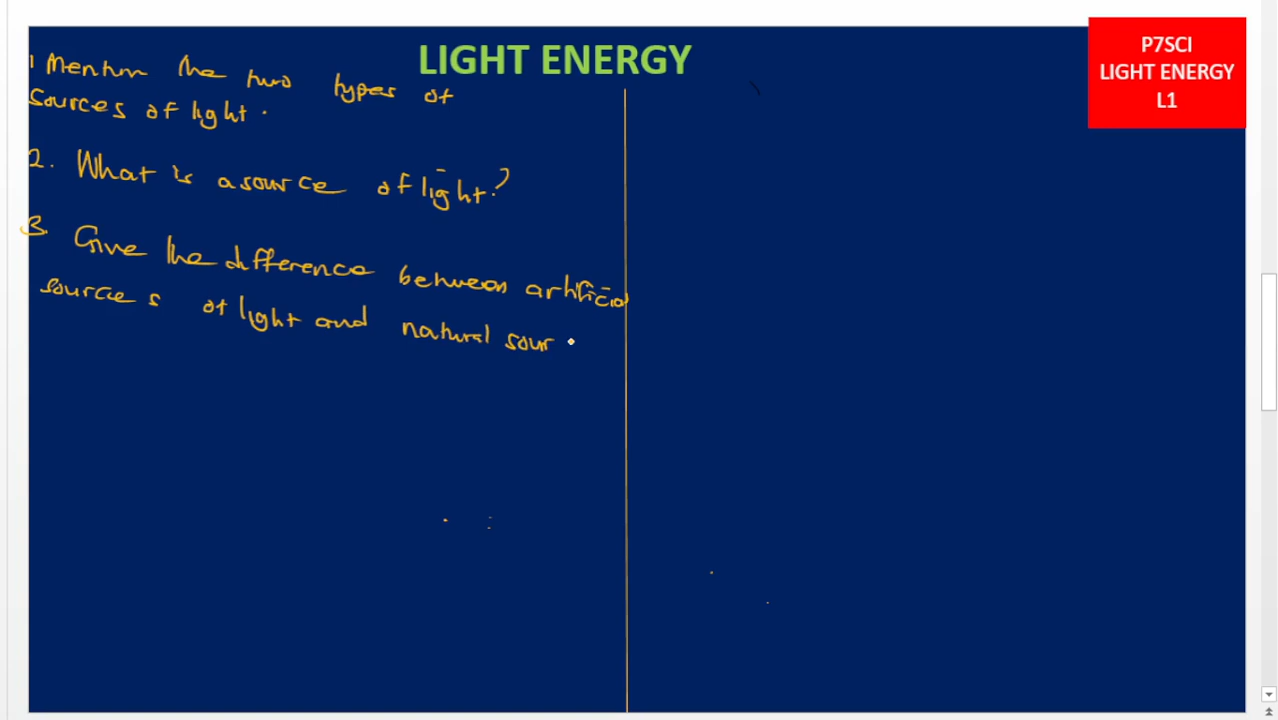 LIGHT ENERGY
P7SCI
LIGHT ENERGY
L1
1 Mention the two types of
sources of light.
2. What is a source of light?
3. Give the difference between artificial
sources of light and natural sour